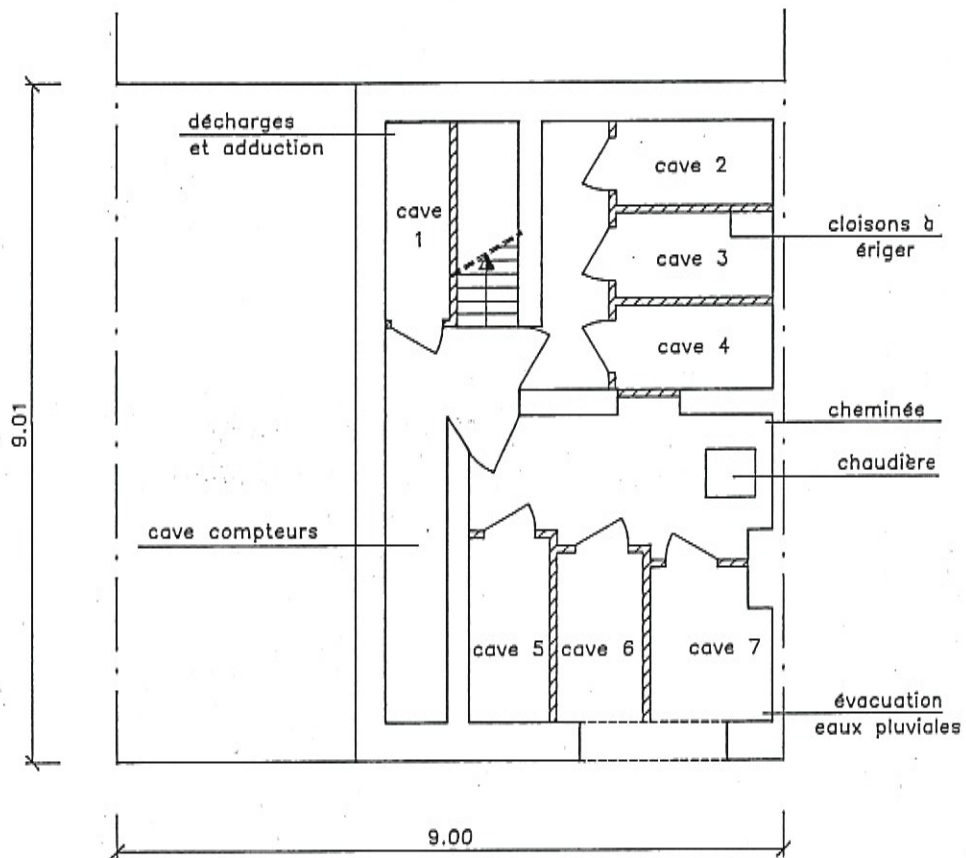 décharges
et adduction
cave
1
cave 2
cave 3
cave 4
cloisons à
ériger
cheminée
chaudière
9.01
cave compteurs
cave 5
cave 6
cave 7
évacuation
eaux pluviales
9.00